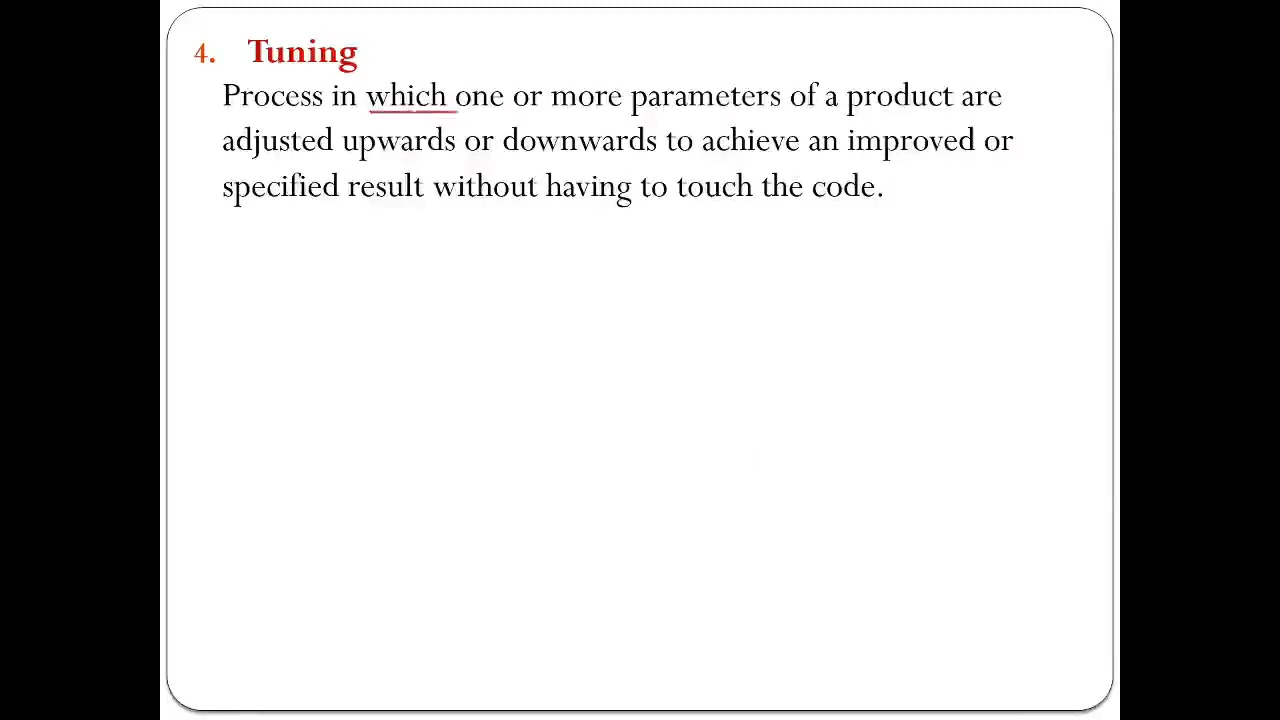 4. Tuning
Process in which one or more parameters of a product are
adjusted upwards or downwards to achieve an improved or
specified result without having to touch the code.